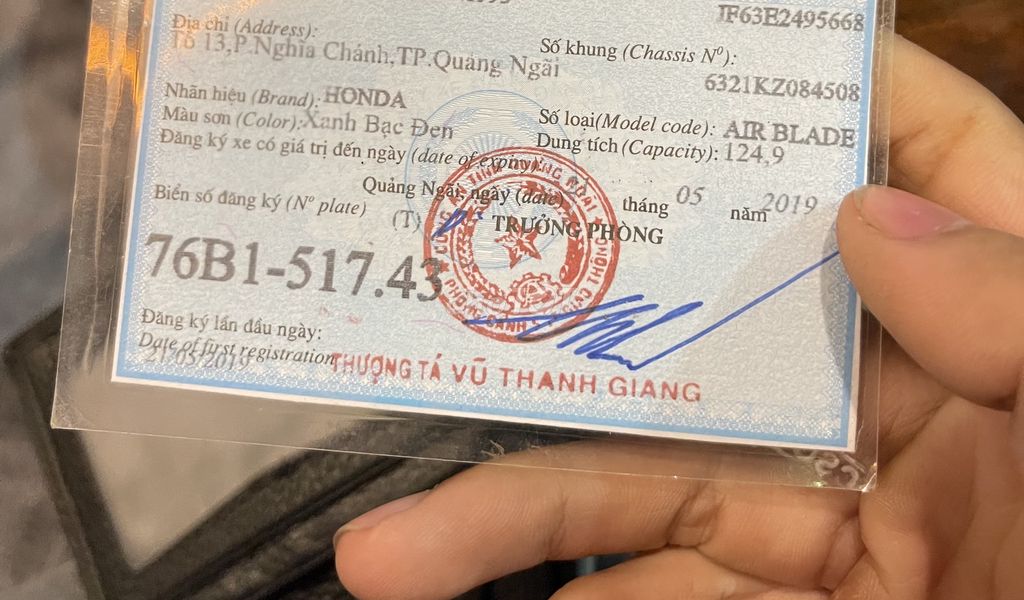 JF63E2495668
Địa chỉ (Address):
Tổ 13,P.Nghĩa Chánh,TP.Quảng Ngãi
Số khung (Chassis Nº):
6321KZ084508
Nhãn hiệu (Brand): HONDA
Số loại(Model code): AIR BLADE
Màu sơn (Color):Xanh Bạc Đen
Dung tích (Capacity): 124,9
Đăng ký xe có giá trị đến ngày (date of expiry):
Quảng Ngãi, ngày (date) tháng 05 năm 2019
Biển số đăng ký (Nº plate)
(T) TRƯỞNG PHÒNG
76B1-517.43
Đăng ký lần đầu ngày:
Date of first registration
21/05/2019
THƯỢNG TÁ VŨ THANH GIANG